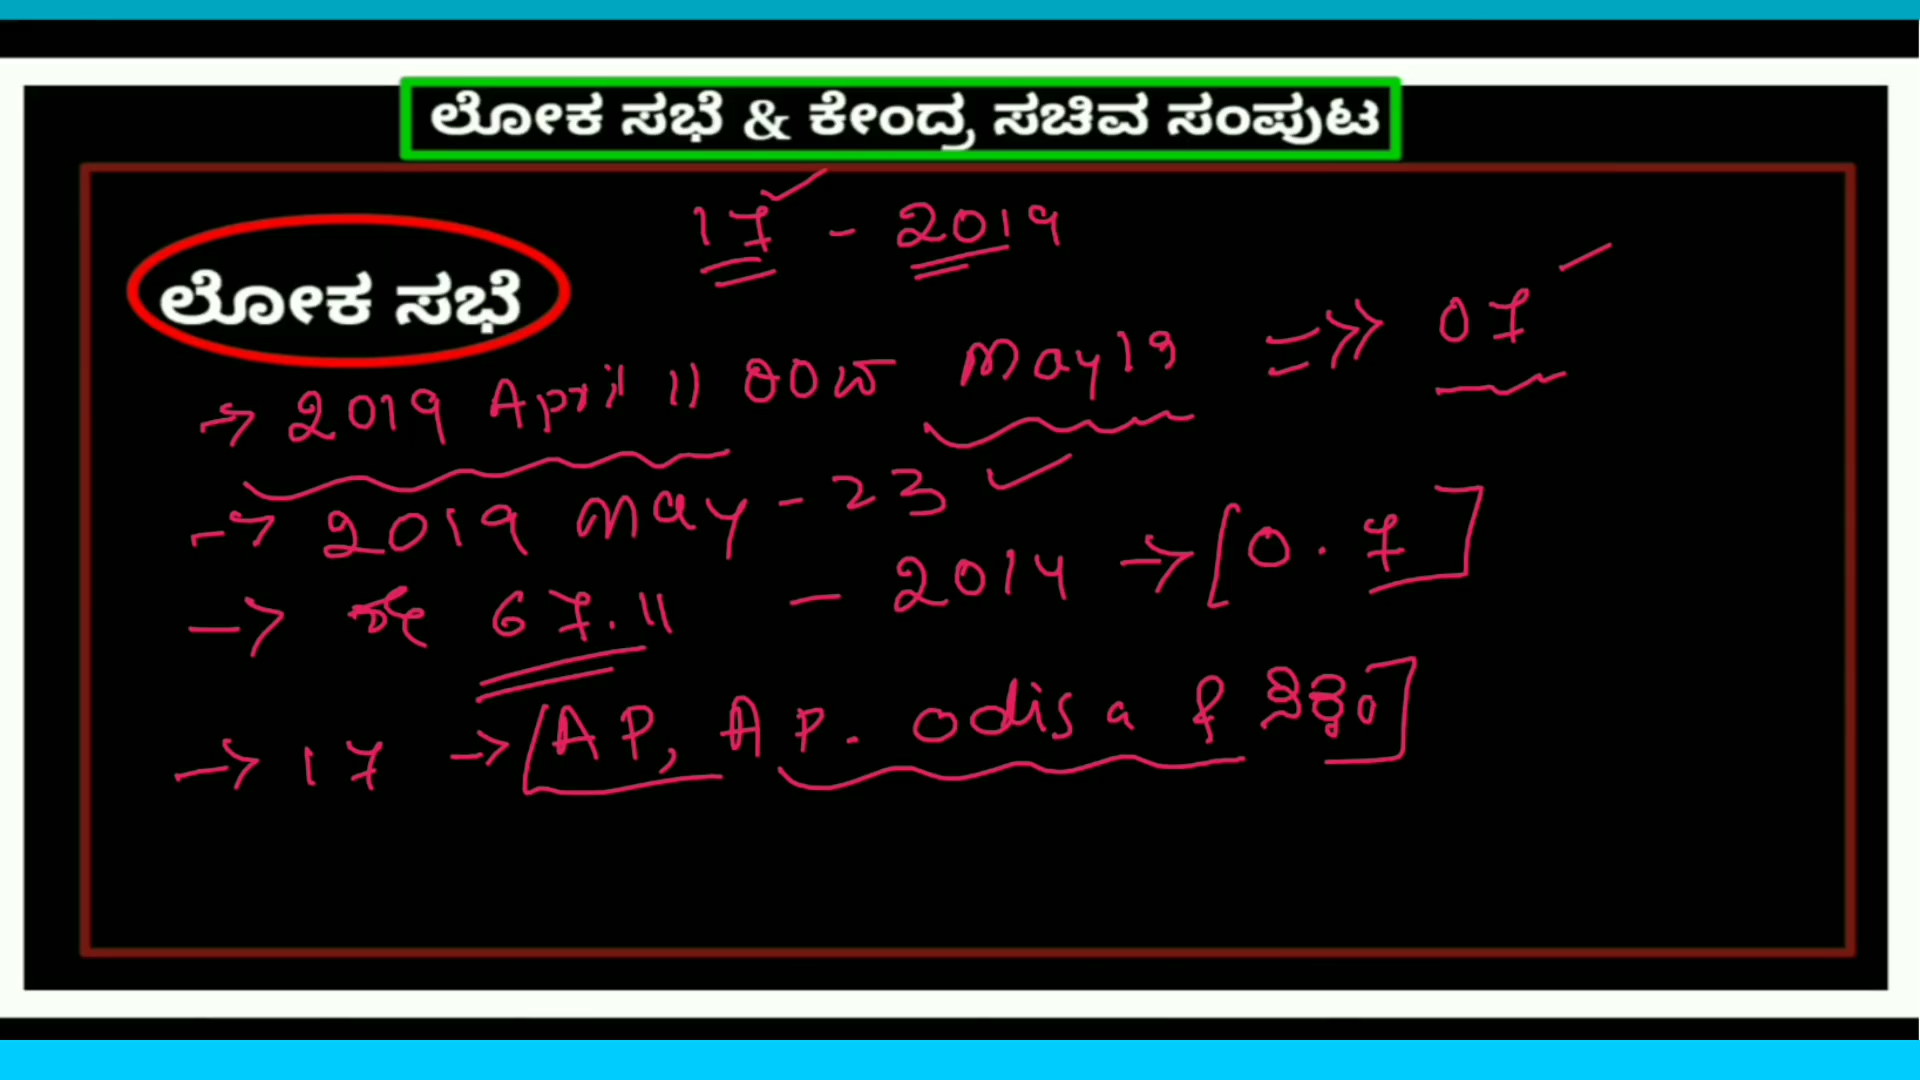 ಲೋಕ ಸಭೆ & ಕೇಂದ್ರ ಸಚಿವ ಸಂಪುಟ
17 - 2019
ಲೋಕ ಸಭೆ
→ 2019 April 11 ರಿಂದ May 19 =>> 07
→ 2019 may - 23
→ ಶೇ 67.11 - 2014 → [0.7]
→ 17 → [AP, AP. odisa & ಸಿಕ್ಕಿಂ]